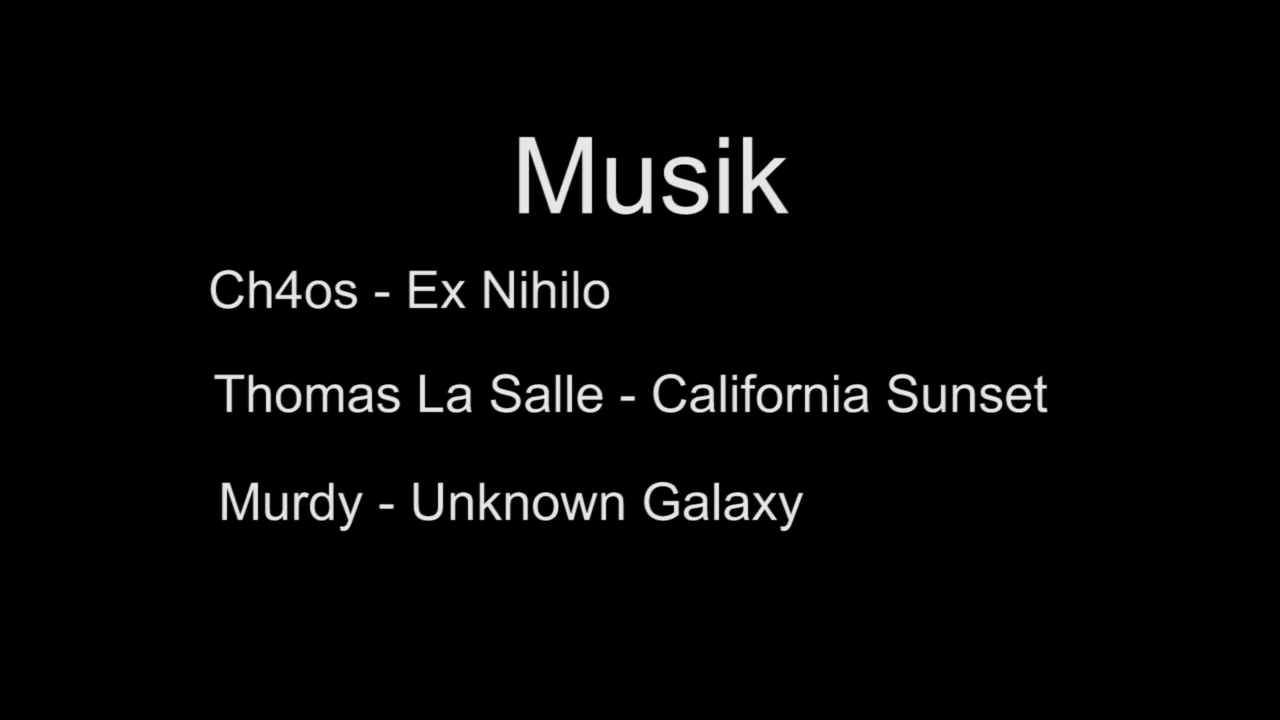 Musik
Ch4os - Ex Nihilo
Thomas La Salle - California Sunset
Murdy - Unknown Galaxy